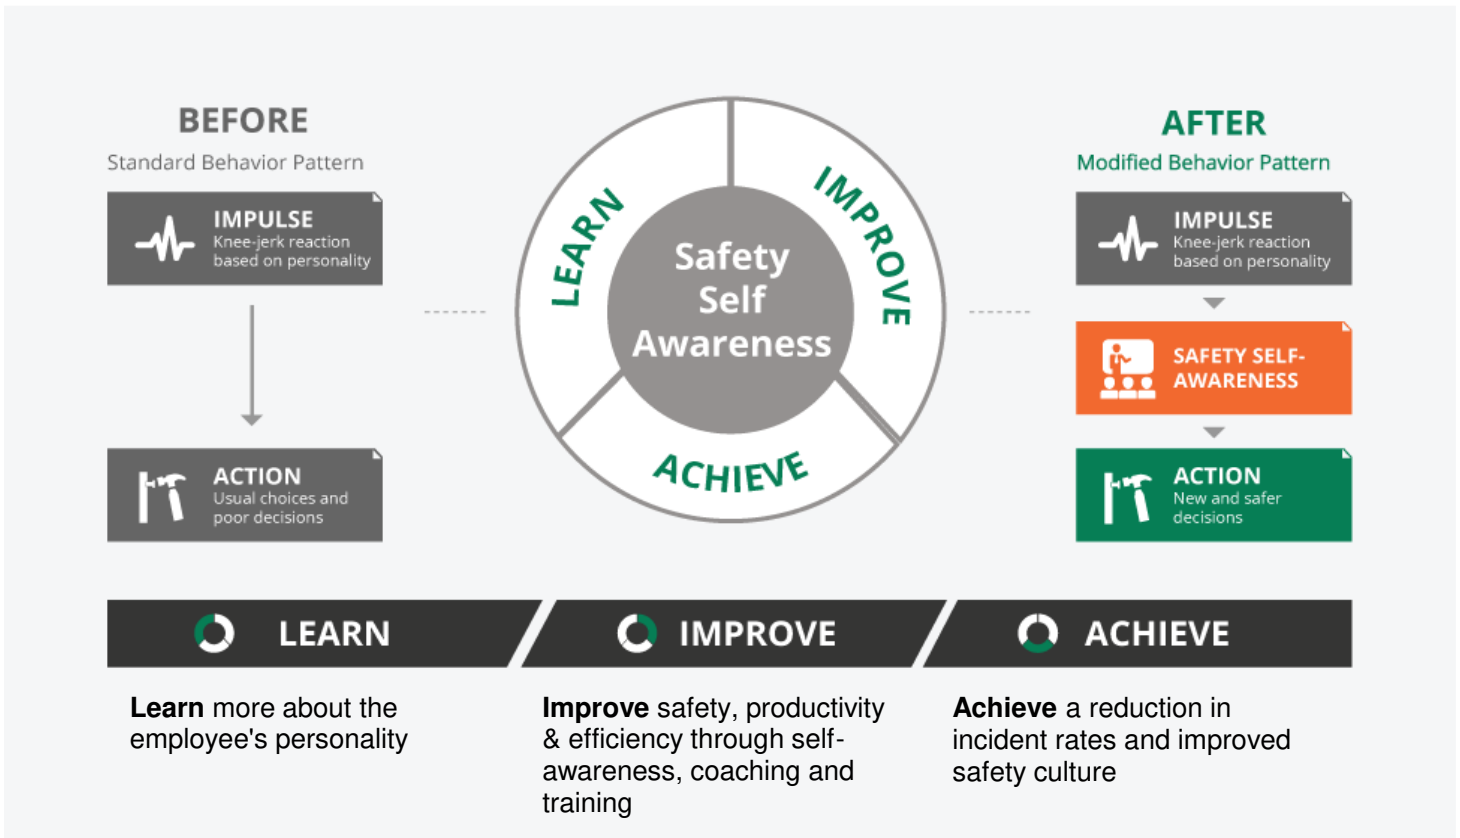 BEFORE
Standard Behavior Pattern
IMPULSE
Knee-jerk reaction
based on personality
ACTION
Usual choices and
poor decisions
LEARN
IMPROVE
ACHIEVE
Safety
Self
Awareness
AFTER
Modified Behavior Pattern
IMPULSE
Knee-jerk reaction
based on personality
SAFETY SELF-
AWARENESS
ACTION
New and safer
decisions
LEARN
Learn more about the
employee's personality
IMPROVE
Improve safety, productivity
& efficiency through self-
awareness, coaching and
training
ACHIEVE
Achieve a reduction in
incident rates and improved
safety culture